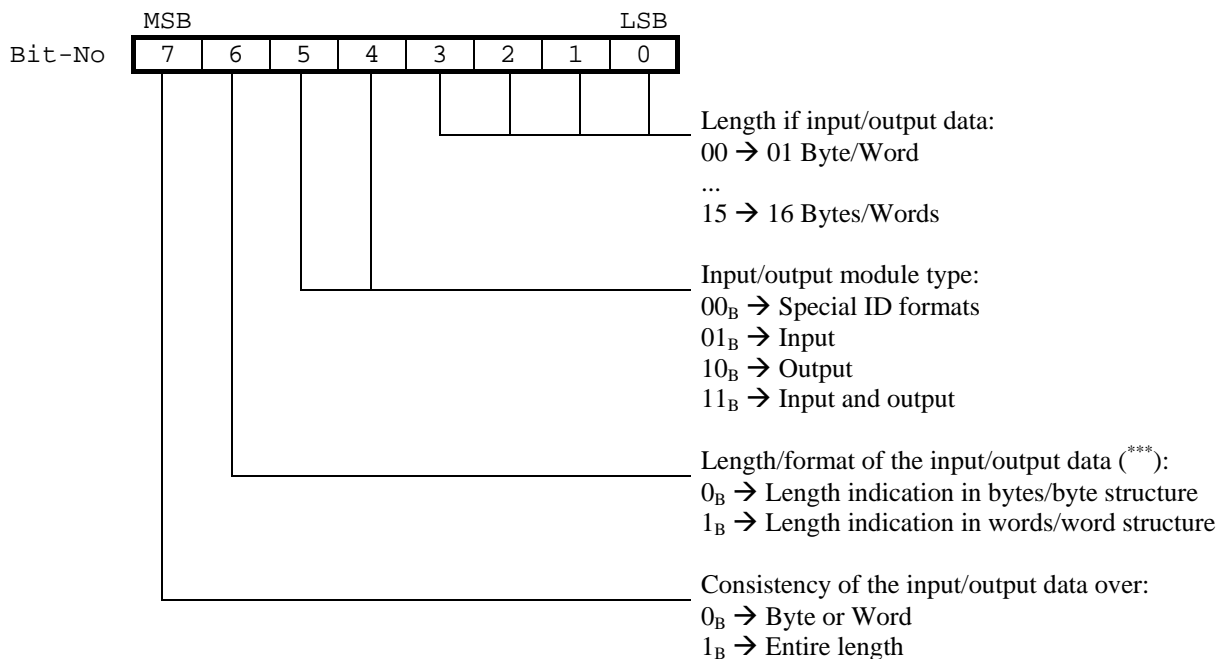 MSB LSB
Bit-No 7 6 5 4 3 2 1 0
Length if input/output data:
00 → 01 Byte/Word
...
15 → 16 Bytes/Words
Input/output module type:
00B → Special ID formats
01B → Input
10B → Output
11B → Input and output
Length/format of the input/output data (***):
0B → Length indication in bytes/byte structure
1B → Length indication in words/word structure
Consistency of the input/output data over:
0B → Byte or Word
1B → Entire length